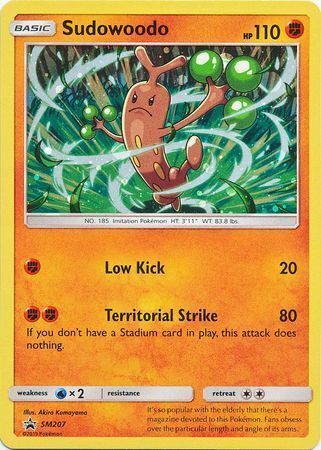 BASIC Sudowoodo HP 110
NO. 185 Imitation Pokémon HT: 3'11" WT: 83.8 lbs.
Low Kick 20
Territorial Strike 80
If you don't have a Stadium card in play, this attack does
nothing.
weakness ×2 resistance retreat
Illus. Akira Komayama
SM207
©2019 Pokémon
It's so popular with the elderly that there's a
magazine devoted to this Pokémon. Fans obsess
over the particular length and angle of its arms.
PROMO